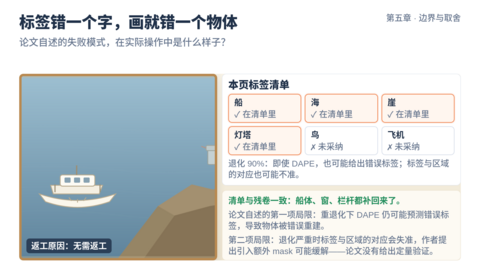 标签错一个字，画就错一个物体
第五章 · 边界与取舍
论文自述的失败模式，在实际操作中是什么样子？
返工原因：无需返工
本页标签清单
船
✓ 在清单里
海
✓ 在清单里
崖
✓ 在清单里
灯塔
✓ 在清单里
鸟
✗ 未采纳
飞机
✗ 未采纳
退化 90%：即使 DAPE，也可能给出错误标签；标签与区域
的对应也可能不准。
清单与残卷一致：船体、窗、栏杆都补回来了。
论文自述的第一项局限：重退化下 DAPE 仍可能预测错误标
签，导致物体被错误重建。
第二项局限：退化严重时标签与区域的对应会失准，作者提
出引入额外 mask 可能缓解——论文没有给出定量验证。